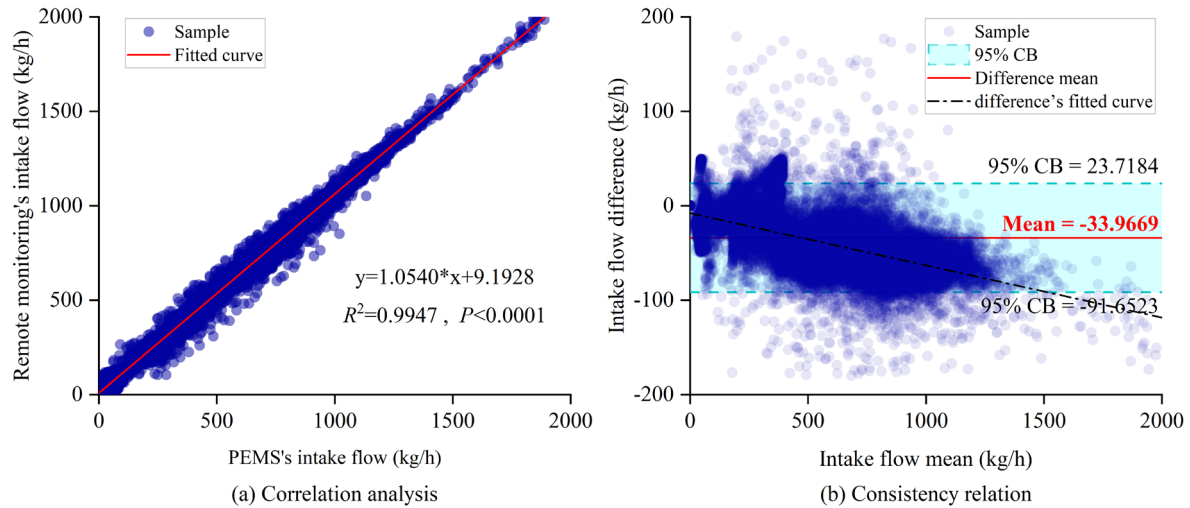 2000
1500
1000
500
0
0
500
1000
1500
2000
Remote monitoring's intake flow (kg/h)
Sample
Fitted curve
y=1.0540*x+9.1928
R²=0.9947 , P<0.0001
PEMS's intake flow (kg/h)
(a) Correlation analysis
200
100
0
-100
-200
0
500
1000
1500
2000
Intake flow difference (kg/h)
Sample
95% CB
Difference mean
difference's fitted curve
95% CB = 23.7184
Mean = -33.9669
95% CB = -91.6523
Intake flow mean (kg/h)
(b) Consistency relation